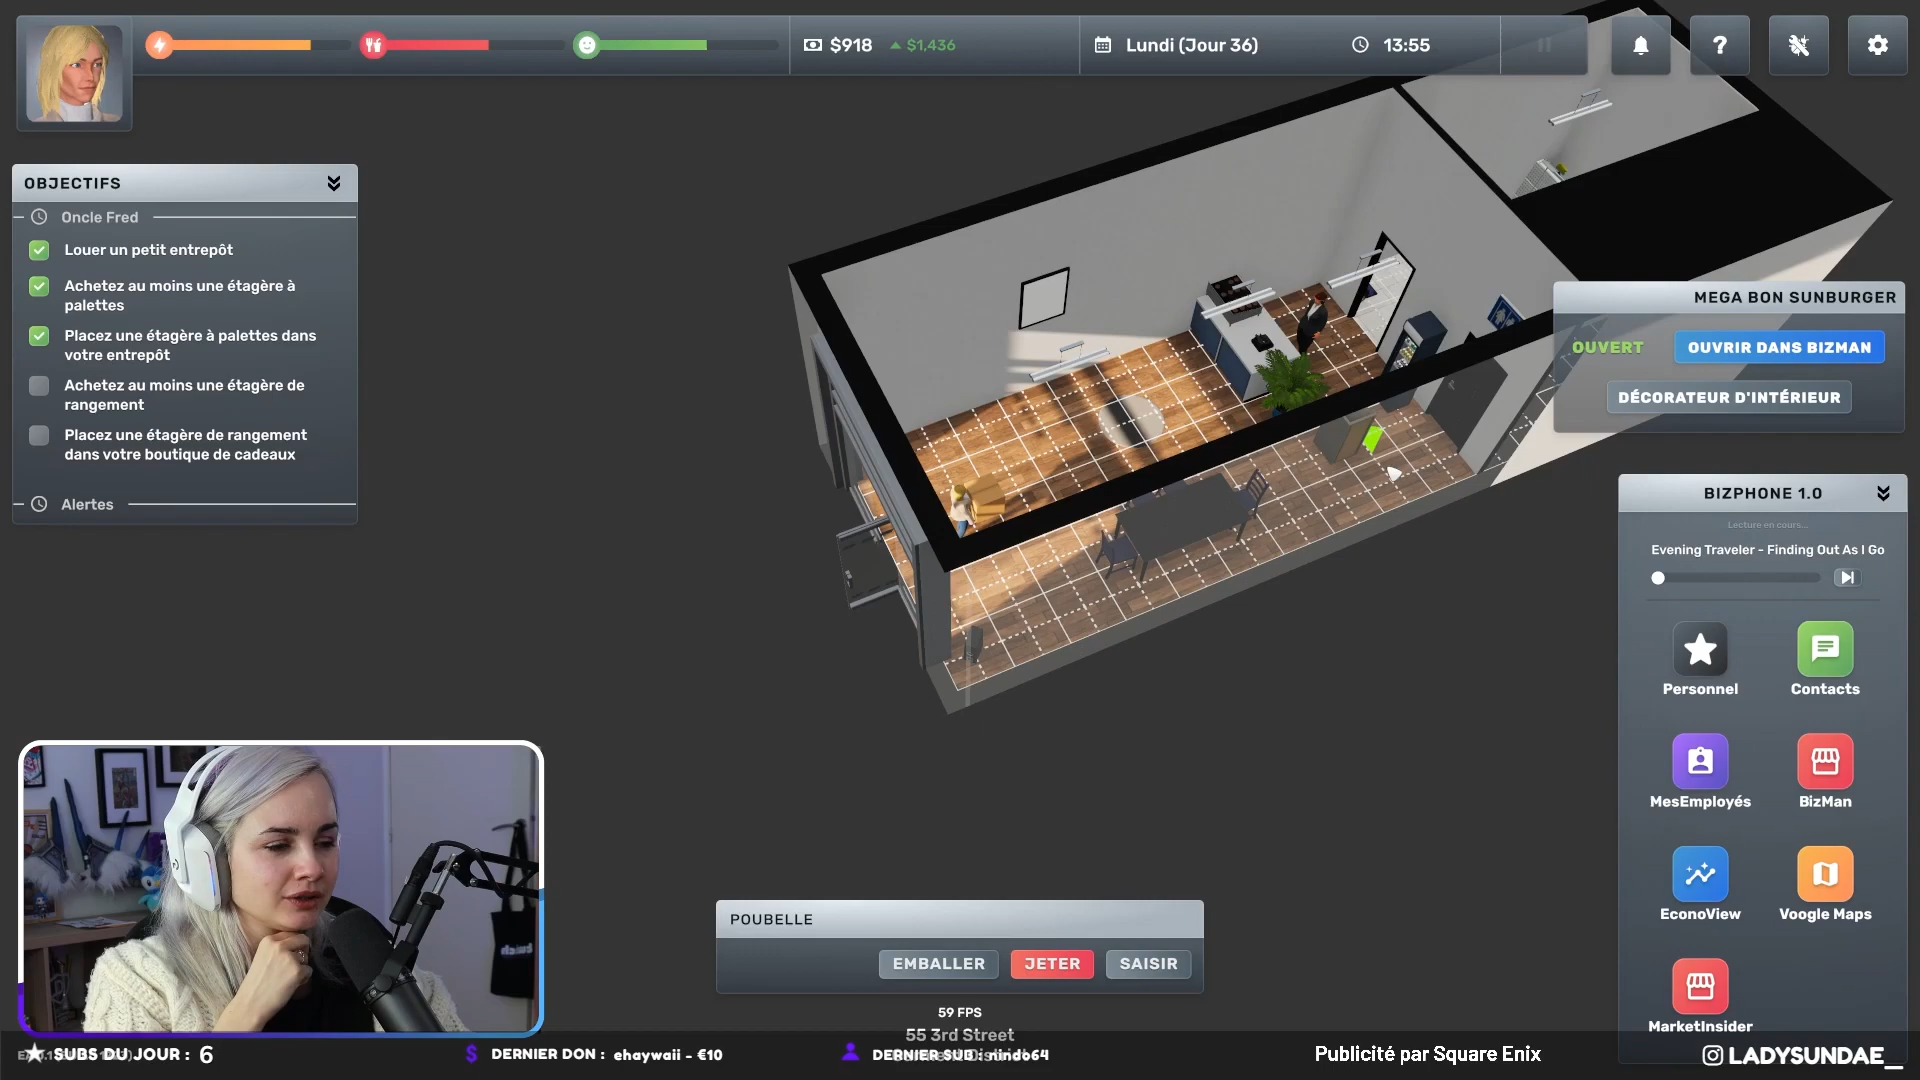 $918
$1,436
Lundi (Jour 36)
13:55
?
OBJECTIFS
Oncle Fred
Louer un petit entrepôt
Achetez au moins une étagère à
palettes
Placez une étagère à palettes dans
votre entrepôt
Achetez au moins une étagère de
rangement
Placez une étagère de rangement
dans votre boutique de cadeaux
Alertes
MEGA BON SUNBURGER
OUVERT
OUVRIR DANS BIZMAN
DÉCORATEUR D'INTÉRIEUR
BIZPHONE 1.0
Lecture en cours...
Evening Traveler - Finding Out As I Go
Personnel
Contacts
MesEmployés
BizMan
EconoView
Voogle Maps
MarketInsider
POUBELLE
EMBALLER
JETER
SAISIR
59 FPS
55 3rd Street
SUBS DU JOUR : 6
DERNIER DON : ehaywaii - €10
DERNIER SUB : nindo64
Publicité par Square Enix
LADYSUNDAE_